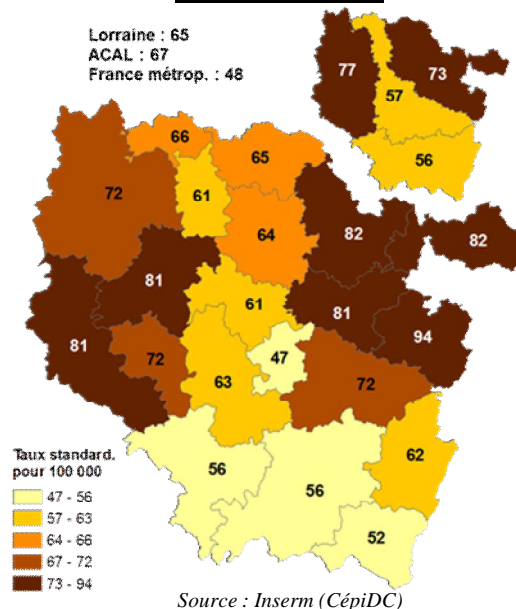 Lorraine : 65
ACAL : 67
France métrop. : 48
77
73
57
56
66
65
72
61
64
82
82
81
61
81
94
81
72
47
72
63
62
56
56
52
Taux standard.
pour 100 000
47 - 56
57 - 63
64 - 66
67 - 72
73 - 94
Source : Inserm (CépiDC)